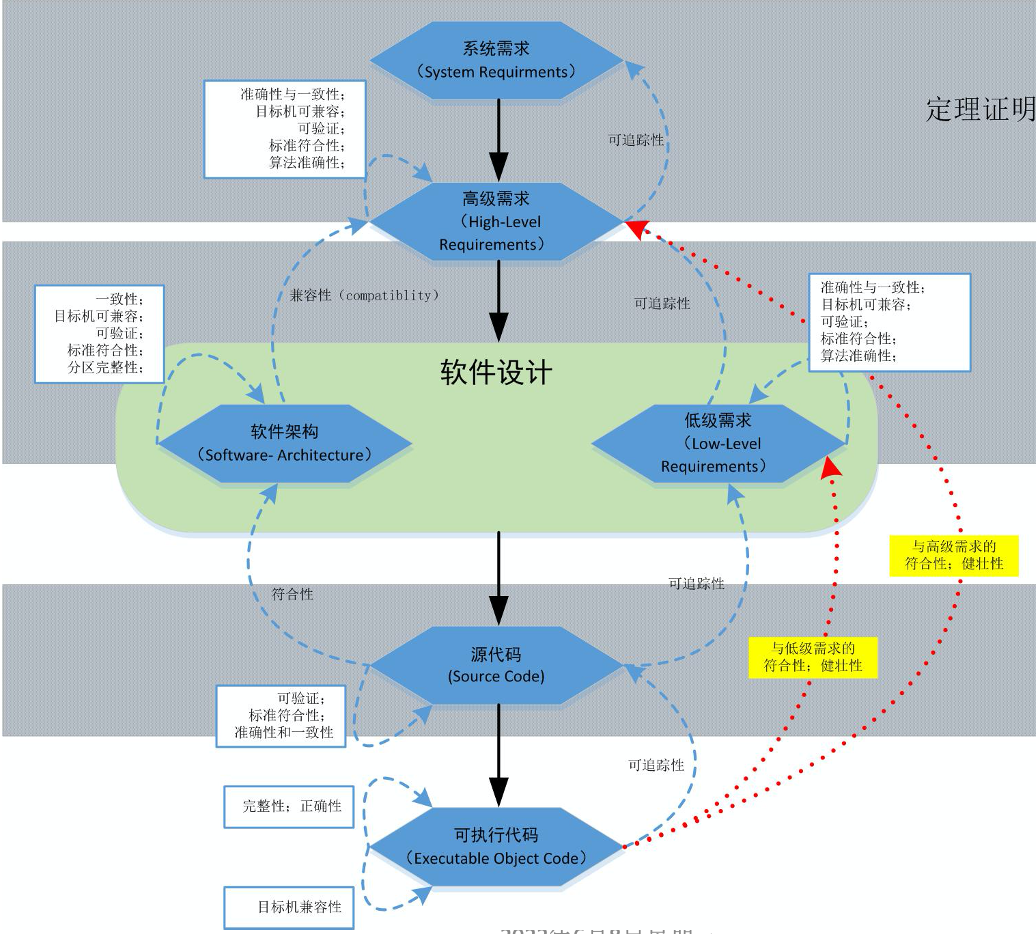 系统需求
（System Requirments）
准确性与一致性；
目标机可兼容；
可验证；
标准符合性；
算法准确性；
定理证明
可追踪性
高级需求
（High-Level
Requirements）
一致性；
目标机可兼容；
可验证；
标准符合性；
分区完整性；
兼容性（compatiblity）
可追踪性
准确性与一致性；
目标机可兼容；
可验证；
标准符合性；
算法准确性；
软件设计
软件架构
（Software- Architecture）
低级需求
（Low-Level
Requirements）
与高级需求的
符合性；健壮性
符合性
可追踪性
与低级需求的
符合性；健壮性
源代码
(Source Code)
可验证；
标准符合性；
准确性和一致性
可追踪性
完整性；正确性
可执行代码
（Executable Object Code）
目标机兼容性